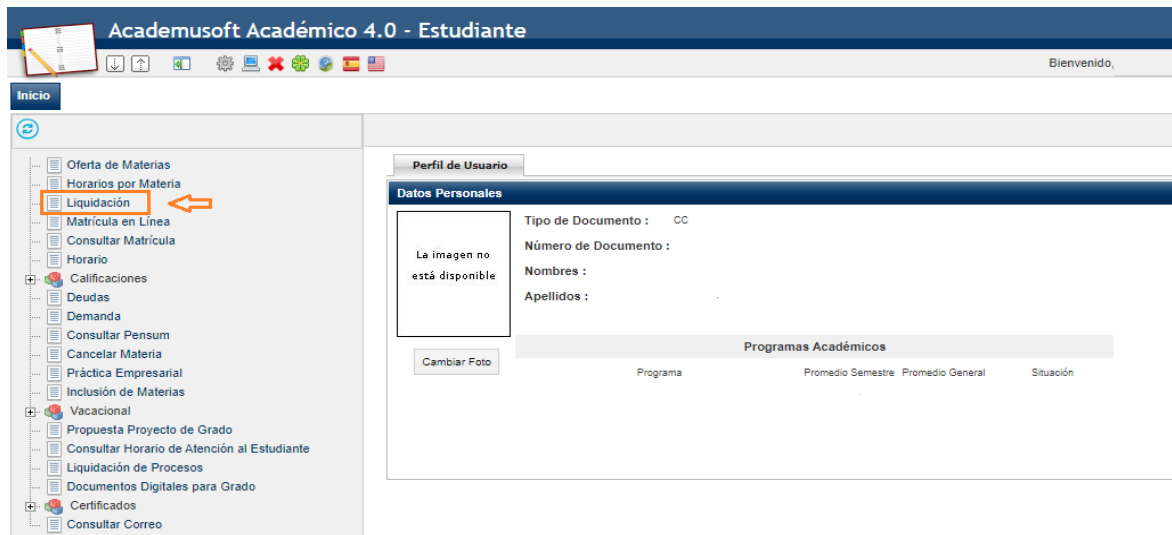 Academusoft Académico 4.0 - Estudiante
Bienvenido,
Inicio
Oferta de Materias
Horarios por Materia
Liquidación
Matrícula en Línea
Consultar Matrícula
Horario
Calificaciones
Deudas
Demanda
Consultar Pensum
Cancelar Materia
Práctica Empresarial
Inclusión de Materias
Vacacional
Propuesta Proyecto de Grado
Consultar Horario de Atención al Estudiante
Liquidación de Procesos
Documentos Digitales para Grado
Certificados
Consultar Correo
Perfil de Usuario
Datos Personales
La imagen no
está disponible
Cambiar Foto
Tipo de Documento : CC
Número de Documento :
Nombres :
Apellidos :
Programas Académicos
Programa Promedio Semestre Promedio General Situación